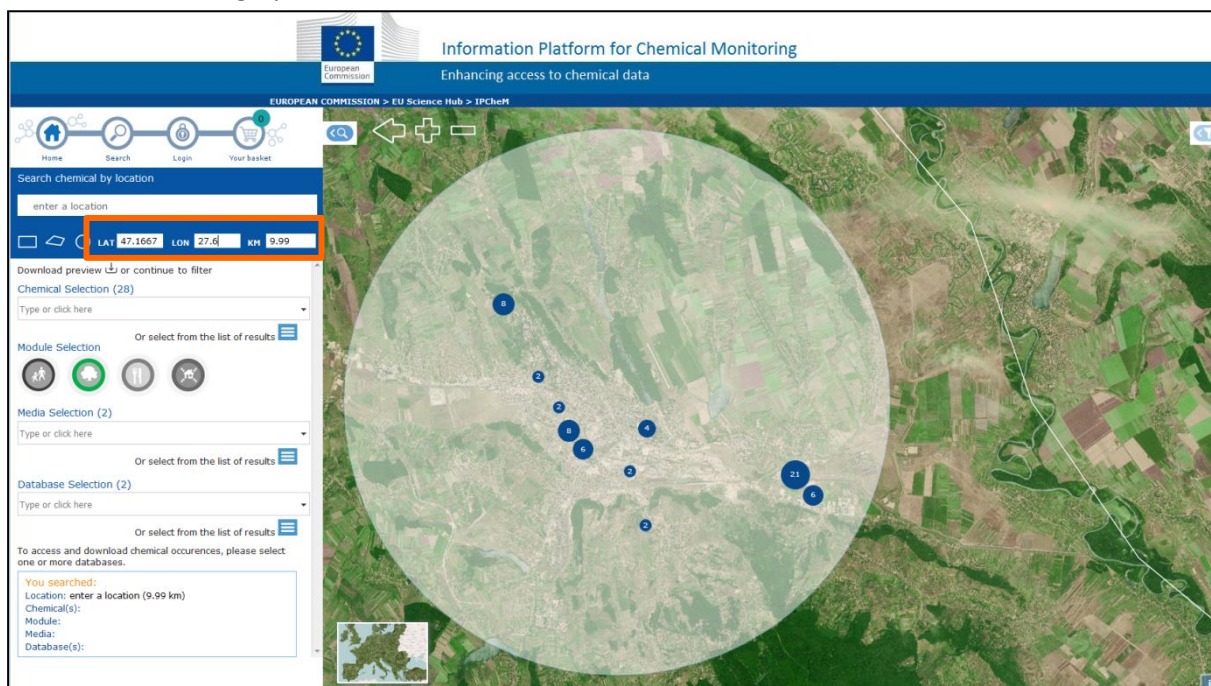 Information Platform for Chemical Monitoring
European
Commission
Enhancing access to chemical data
EUROPEAN COMMISSION > EU Science Hub > IPCheM
0
Home Search Login Your basket
Search chemical by location
enter a location
LAT 47.1667 LON 27.6 KM 9.99
Download preview or continue to filter
Chemical Selection (28)
Type or click here
Or select from the list of results
Module Selection
Media Selection (2)
Type or click here
Or select from the list of results
Database Selection (2)
Type or click here
Or select from the list of results
To access and download chemical occurences, please select
one or more databases.
You searched:
Location: enter a location (9.99 km)
Chemical(s):
Module:
Media:
Database(s):
8
2
2
8
4
6
2
21
6
2